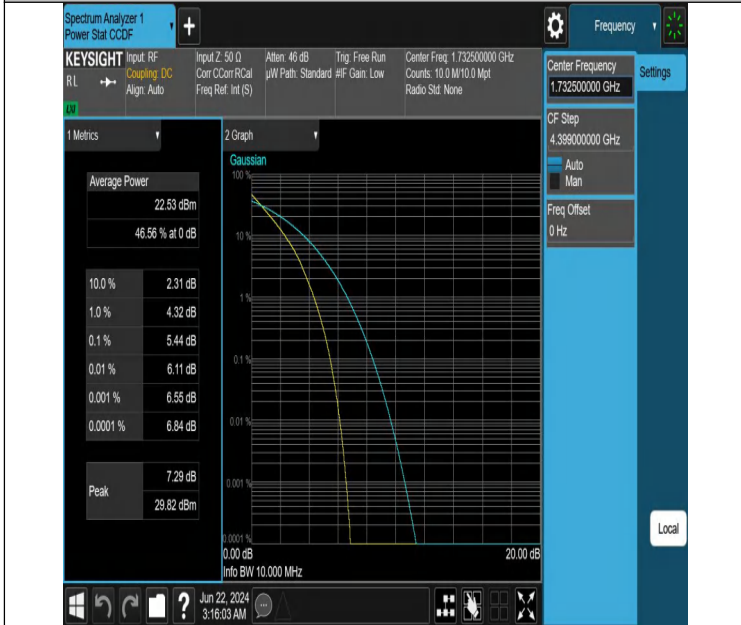 Spectrum Analyzer 1
Power Stat CCDF
Frequency
KEYSIGHT
RL
Input: RF
Coupling: DC
Align: Auto
Input Z: 50 Ω
Corr CCorr RCal
Freq Ref: Int (S)
Atten: 46 dB
µW Path: Standard
Trig: Free Run
#IF Gain: Low
Center Freq: 1.732500000 GHz
Counts: 10.0 M/10.0 Mpt
Radio Std: None
Center Frequency
1.732500000 GHz
Settings
CF Step
4.399000000 GHz
Auto
Man
Freq Offset
0 Hz
1 Metrics
Average Power
22.53 dBm
46.56 % at 0 dB
10.0 % 2.31 dB
1.0 % 4.32 dB
0.1 % 5.44 dB
0.01 % 6.11 dB
0.001 % 6.55 dB
0.0001 % 6.84 dB
Peak
7.29 dB
29.82 dBm
2 Graph
Gaussian
100 %
10 %
1 %
0.1 %
0.01 %
0.001 %
0.0001 %
0.00 dB 20.00 dB
Info BW 10.000 MHz
Local
Jun 22, 2024
3:16:03 AM